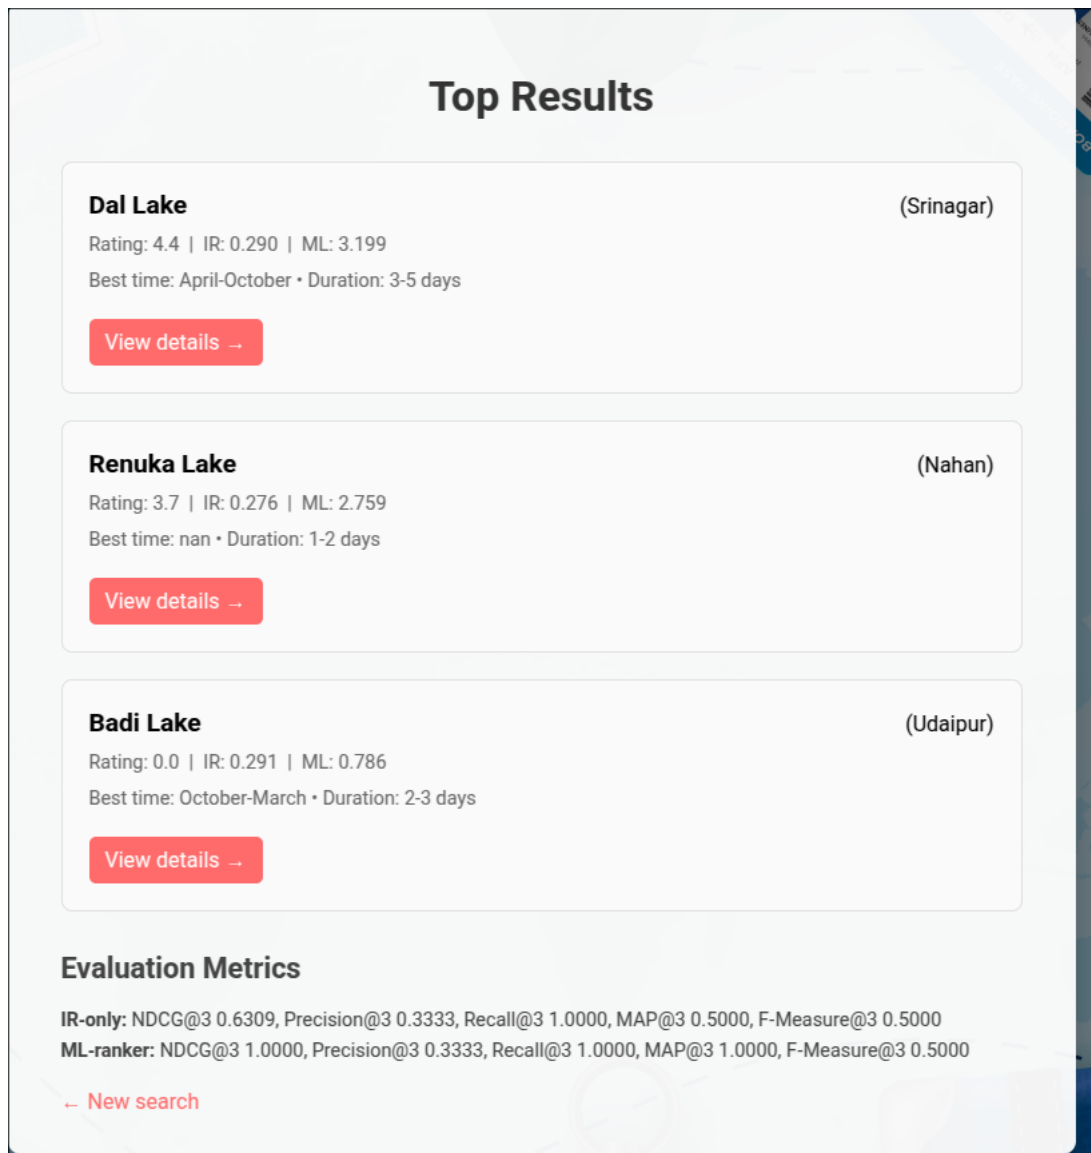 Top Results
Dal Lake (Srinagar)
Rating: 4.4 | IR: 0.290 | ML: 3.199
Best time: April-October • Duration: 3-5 days
View details →
Renuka Lake (Nahan)
Rating: 3.7 | IR: 0.276 | ML: 2.759
Best time: nan • Duration: 1-2 days
View details →
Badi Lake (Udaipur)
Rating: 0.0 | IR: 0.291 | ML: 0.786
Best time: October-March • Duration: 2-3 days
View details →
Evaluation Metrics
IR-only: NDCG@3 0.6309, Precision@3 0.3333, Recall@3 1.0000, MAP@3 0.5000, F-Measure@3 0.5000
ML-ranker: NDCG@3 1.0000, Precision@3 0.3333, Recall@3 1.0000, MAP@3 1.0000, F-Measure@3 0.5000
← New search